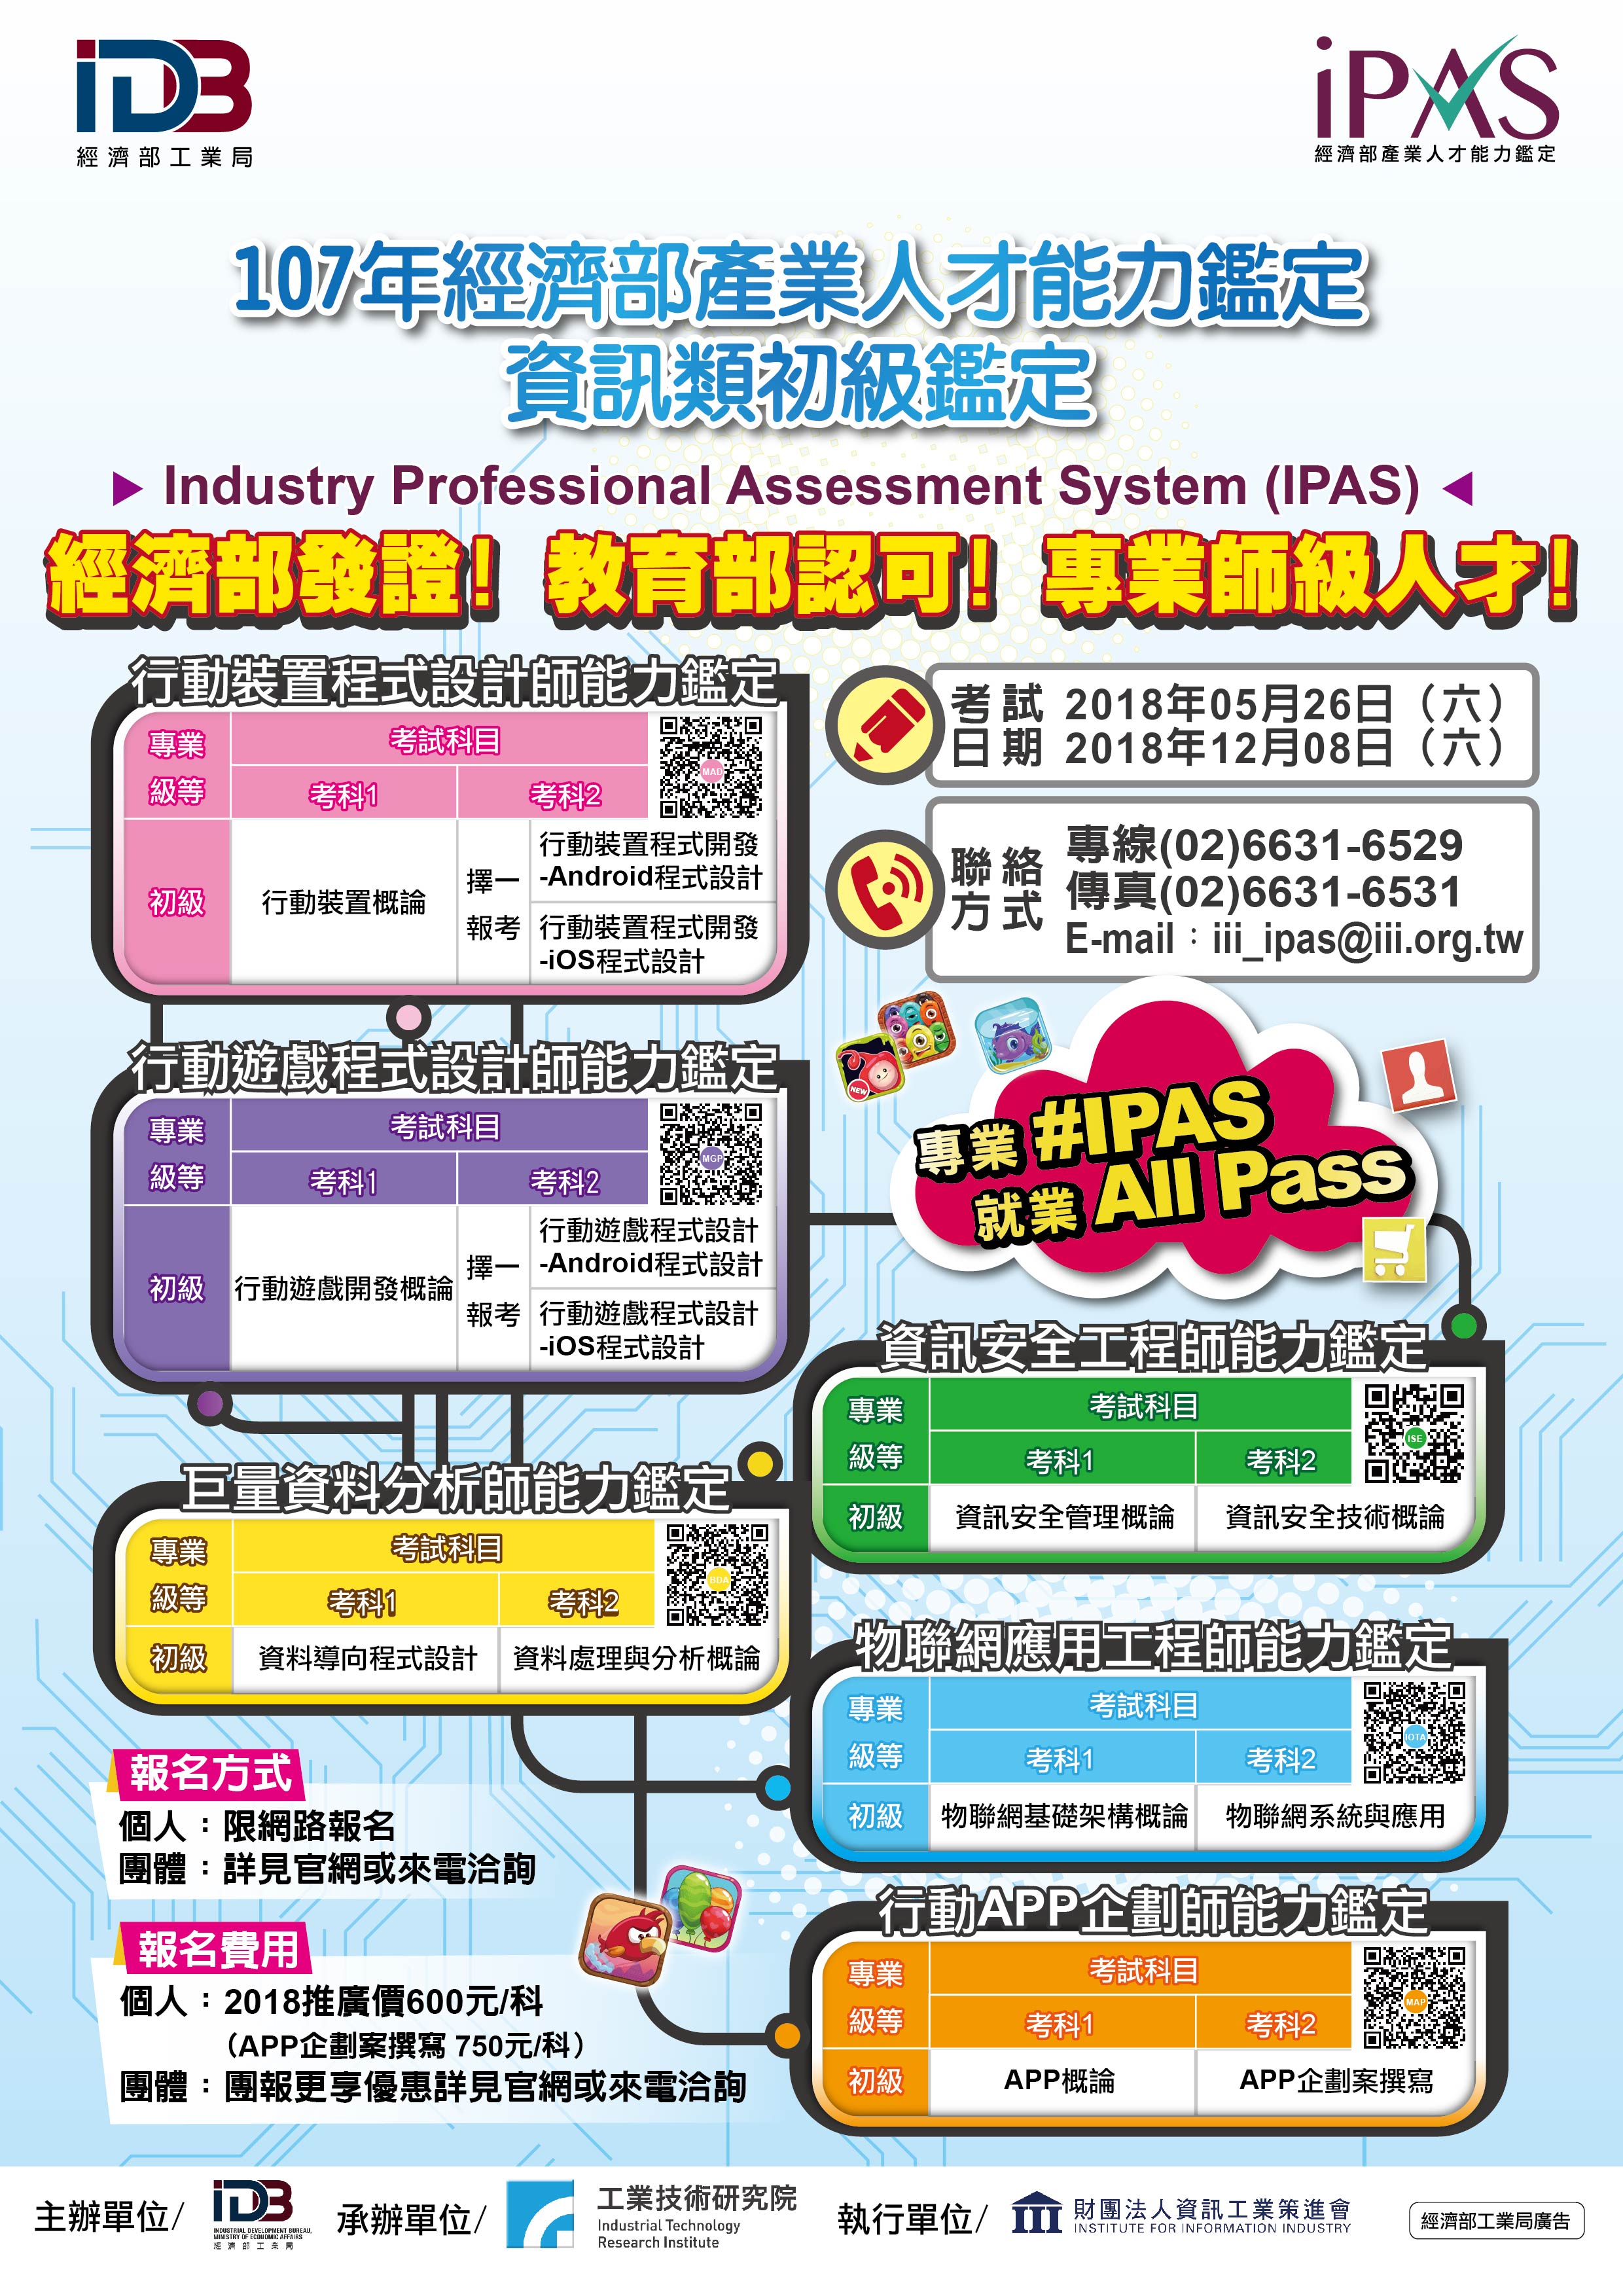 iDB
經濟部工業局
iPAS
經濟部產業人才能力鑑定
107年經濟部產業人才能力鑑定
資訊類初級鑑定
Industry Professional Assessment System (IPAS)
經濟部發證! 教育部認可! 專業師級人才!
行動裝置程式設計師能力鑑定
專業級等
考試科目
考科1 考科2
MAD
初級
行動裝置概論
擇一報考
行動裝置程式開發
-Android程式設計
行動裝置程式開發
-iOS程式設計
考試日期
2018年05月26日（六）
2018年12月08日（六）
聯絡方式
專線(02)6631-6529
傳真(02)6631-6531
E-mail：iii_ipas@iii.org.tw
行動遊戲程式設計師能力鑑定
專業級等
考試科目
考科1 考科2
MGP
初級
行動遊戲開發概論
擇一報考
行動遊戲程式設計
-Android程式設計
行動遊戲程式設計
-iOS程式設計
NEW
專業 #IPAS
就業 All Pass
資訊安全工程師能力鑑定
專業級等
考試科目
考科1 考科2
ISE
初級 資訊安全管理概論 資訊安全技術概論
巨量資料分析師能力鑑定
專業級等
考試科目
考科1 考科2
BDA
初級 資料導向程式設計 資料處理與分析概論
物聯網應用工程師能力鑑定
專業級等
考試科目
考科1 考科2
IOTA
初級 物聯網基礎架構概論 物聯網系統與應用
報名方式
個人：限網路報名
團體：詳見官網或來電洽詢
行動APP企劃師能力鑑定
專業級等
考試科目
考科1 考科2
MAP
初級 APP概論 APP企劃案撰寫
報名費用
個人：2018推廣價600元/科
（APP企劃案撰寫 750元/科）
團體：團報更享優惠詳見官網或來電洽詢
主辦單位/
iDB
INDUSTRIAL DEVELOPMENT BUREAU,
MINISTRY OF ECONOMIC AFFAIRS
經濟部工業局
承辦單位/
工業技術研究院
Industrial Technology
Research Institute
執行單位/
財團法人資訊工業策進會
INSTITUTE FOR INFORMATION INDUSTRY
經濟部工業局廣告